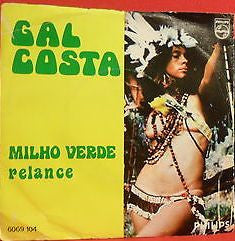 GAL
COSTA
MILHO VERDE
relance
6069 104
PHILIPS